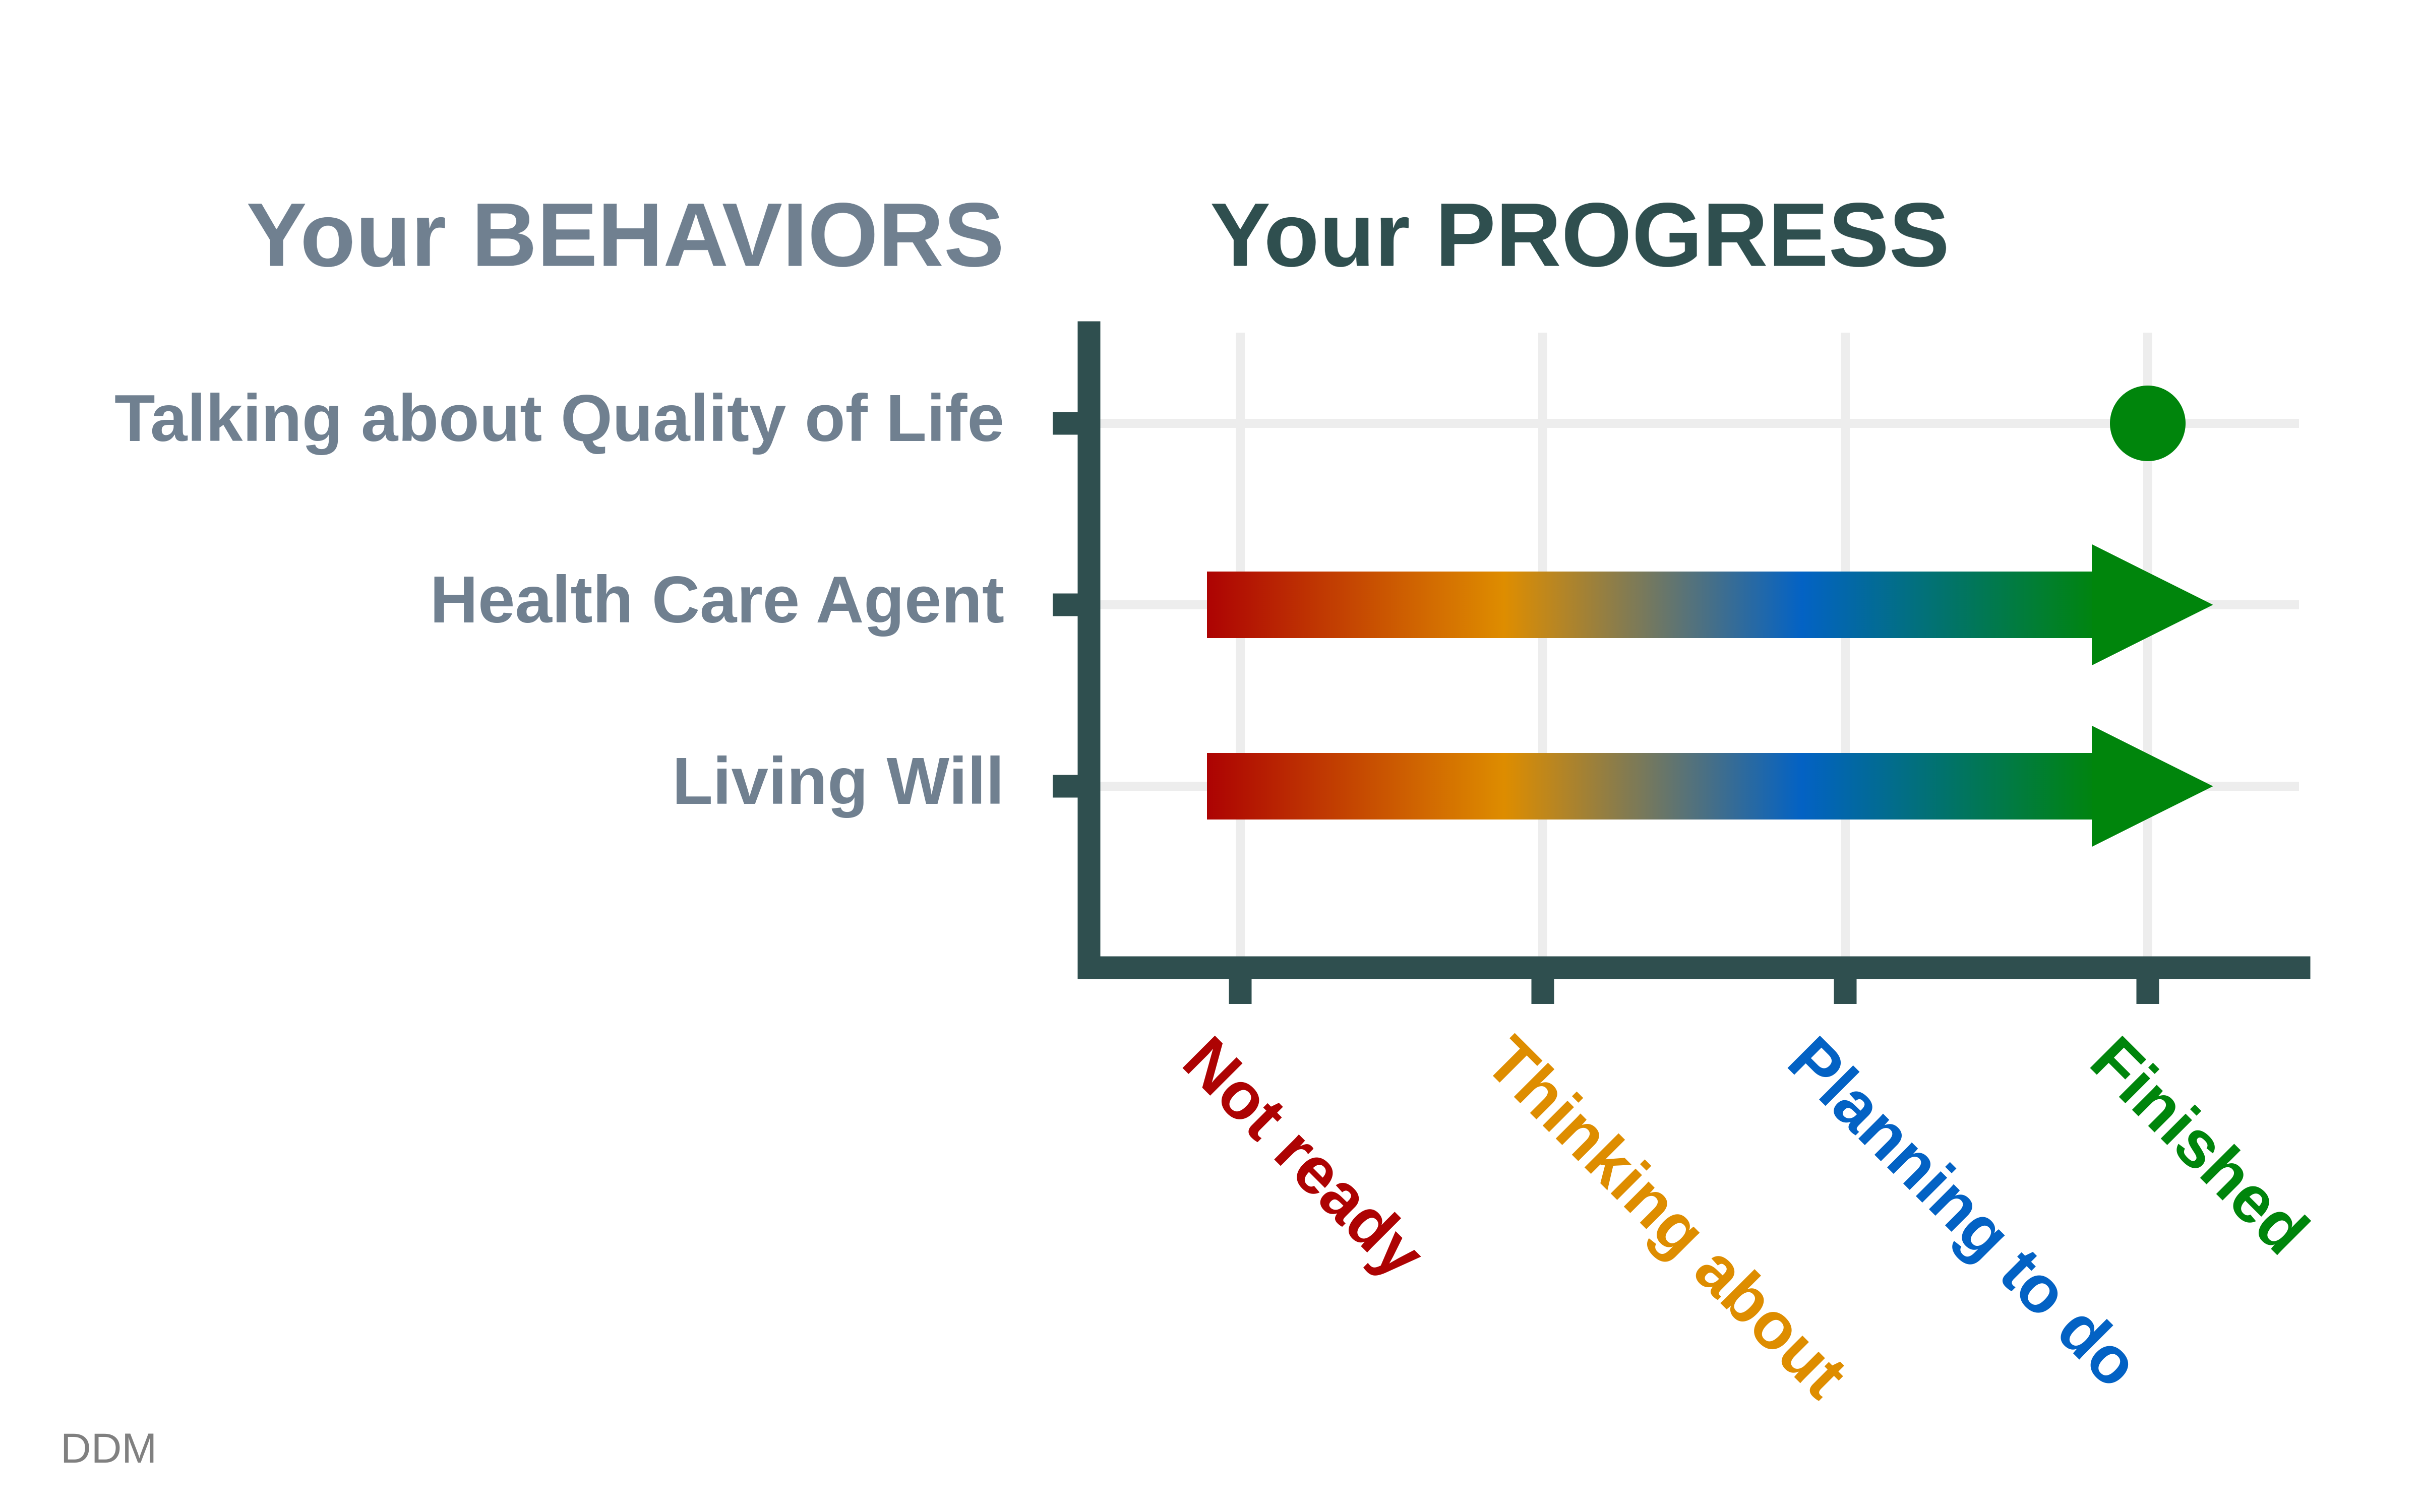 Your BEHAVIORS
Your PROGRESS
Talking about Quality of Life
Health Care Agent
Living Will
Not ready
Thinking about
Planning to do
Finished
DDM